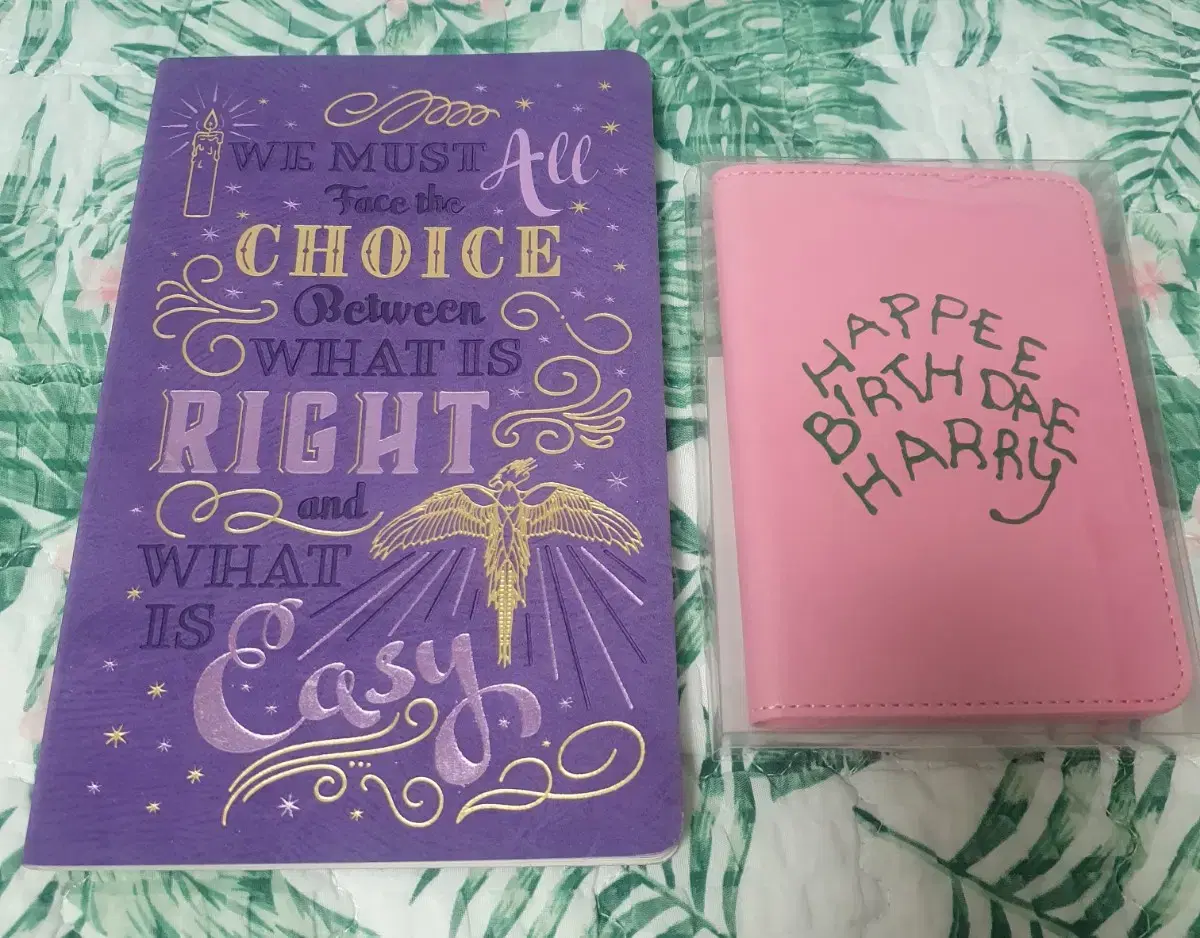 WE MUST All
Face the
CHOICE
Between
WHAT IS
RIGHT
and
WHAT
IS
Easy
HAPPEE
BIRTHDAE
HARRY